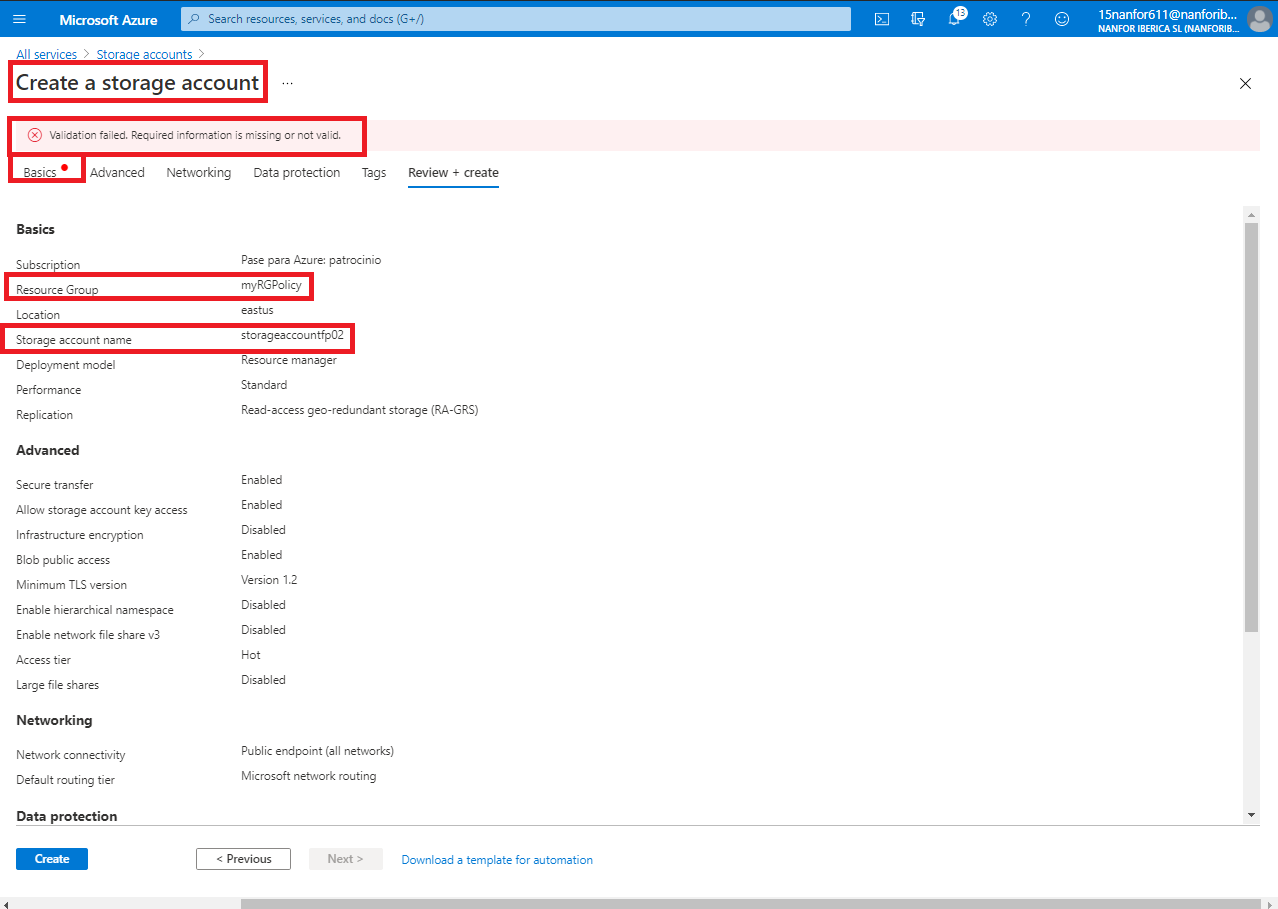 Microsoft Azure
Search resources, services, and docs (G+/)
13
15nanfor611@nanforib...
NANFOR IBERICA SL (NANFORIB...
All services > Storage accounts >
Create a storage account ...
Validation failed. Required information is missing or not valid.
Basics Advanced Networking Data protection Tags Review + create
Basics
Subscription Pase para Azure: patrocinio
Resource Group myRGPolicy
Location eastus
Storage account name storageaccountfp02
Deployment model Resource manager
Performance Standard
Replication Read-access geo-redundant storage (RA-GRS)
Advanced
Secure transfer Enabled
Allow storage account key access Enabled
Infrastructure encryption Disabled
Blob public access Enabled
Minimum TLS version Version 1.2
Enable hierarchical namespace Disabled
Enable network file share v3 Disabled
Access tier Hot
Large file shares Disabled
Networking
Network connectivity Public endpoint (all networks)
Default routing tier Microsoft network routing
Data protection
Create < Previous Next > Download a template for automation